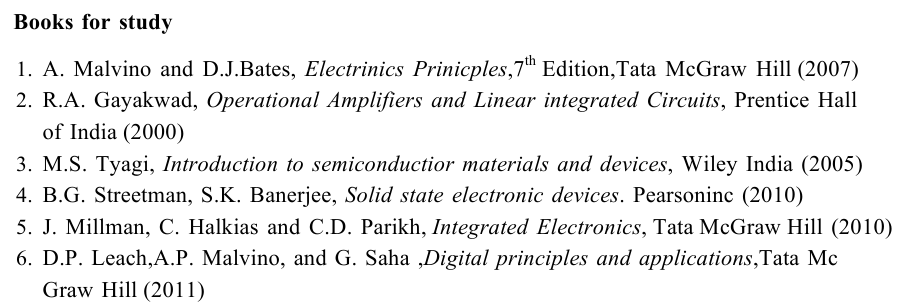 Books for study
1. A. Malvino and D.J.Bates, Electrinics Prinicples,7th Edition,Tata McGraw Hill (2007)
2. R.A. Gayakwad, Operational Amplifiers and Linear integrated Circuits, Prentice Hall
of India (2000)
3. M.S. Tyagi, Introduction to semiconductior materials and devices, Wiley India (2005)
4. B.G. Streetman, S.K. Banerjee, Solid state electronic devices. Pearsoninc (2010)
5. J. Millman, C. Halkias and C.D. Parikh, Integrated Electronics, Tata McGraw Hill (2010)
6. D.P. Leach,A.P. Malvino, and G. Saha ,Digital principles and applications,Tata Mc
Graw Hill (2011)